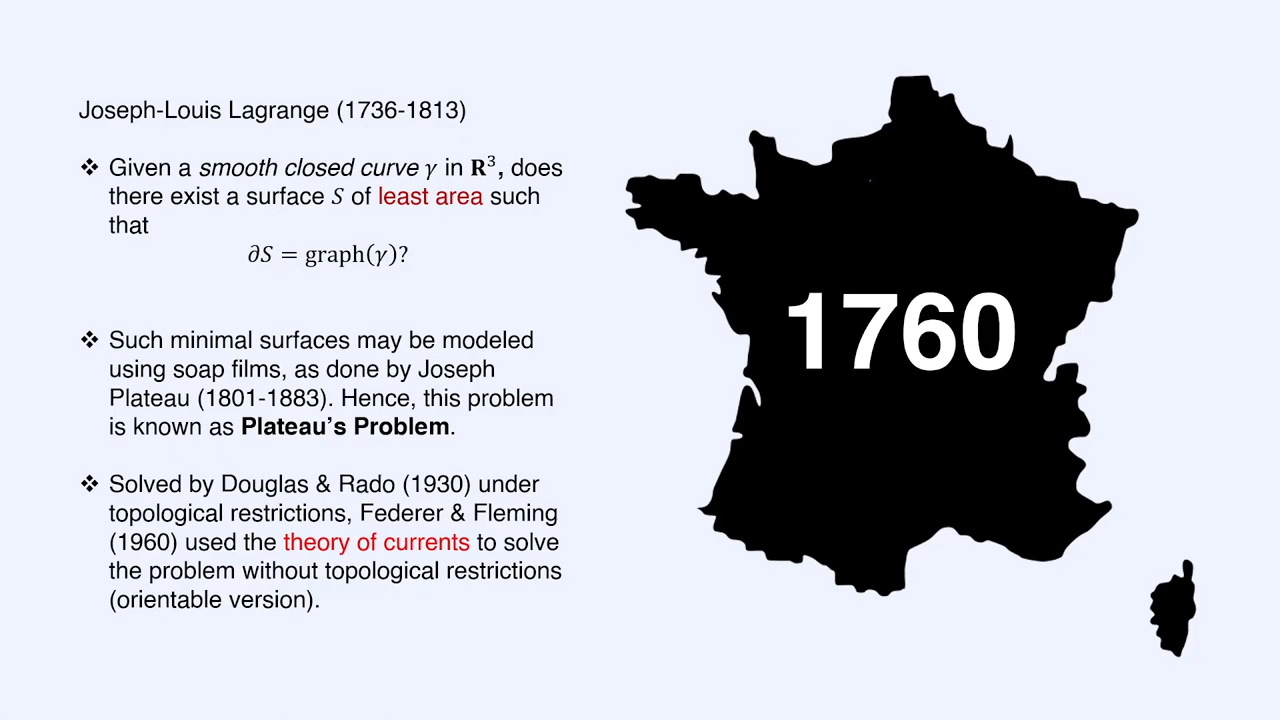 Joseph-Louis Lagrange (1736-1813)
❖ Given a smooth closed curve γ in R³, does
there exist a surface S of least area such
that
∂S = graph(γ)?
❖ Such minimal surfaces may be modeled
using soap films, as done by Joseph
Plateau (1801-1883). Hence, this problem
is known as Plateau's Problem.
❖ Solved by Douglas & Rado (1930) under
topological restrictions, Federer & Fleming
(1960) used the theory of currents to solve
the problem without topological restrictions
(orientable version).
1760